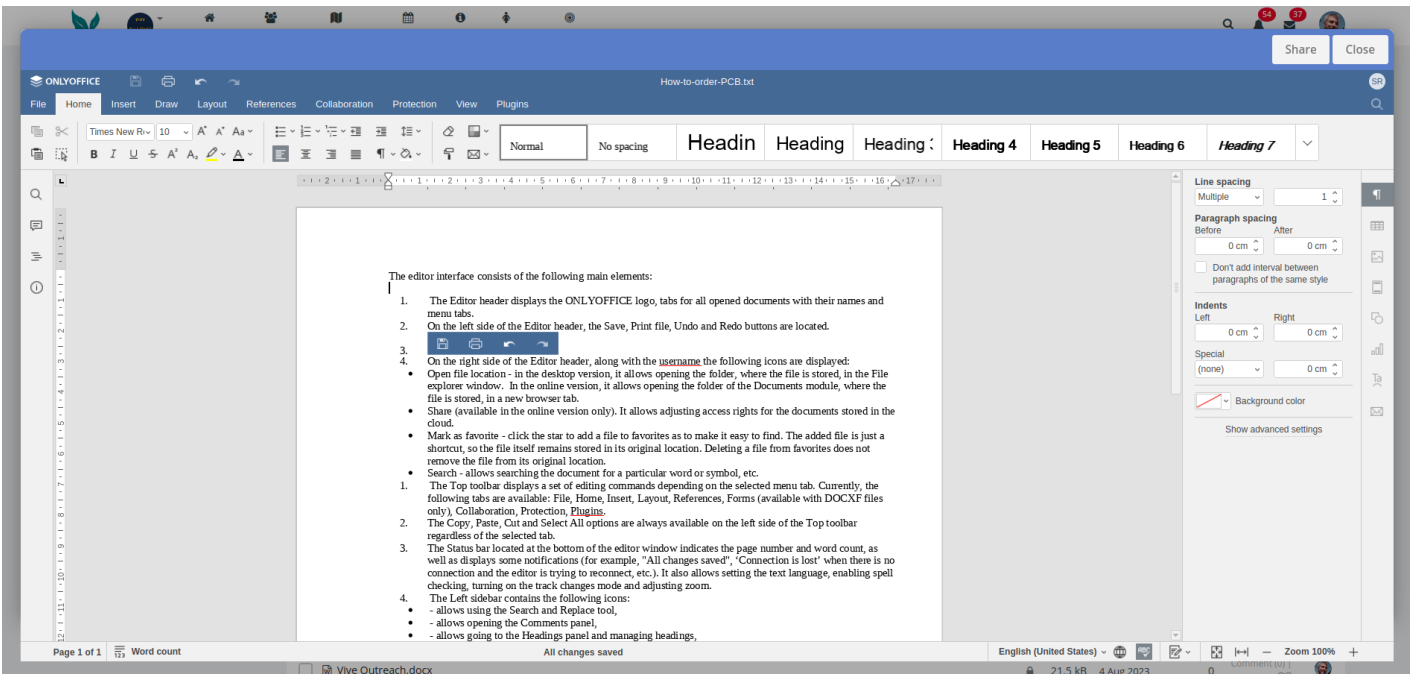 54
37
Share
Close
ONLYOFFICE
How-to-order-PCB.txt
SR
File
Home
Insert
Draw
Layout
References
Collaboration
Protection
View
Plugins
Times New R
10
Normal
No spacing
Headin
Heading
Heading
Heading 4
Heading 5
Heading 6
Heading 7
The editor interface consists of the following main elements:
1. The Editor header displays the ONLYOFFICE logo, tabs for all opened documents with their names and
menu tabs.
2. On the left side of the Editor header, the Save, Print file, Undo and Redo buttons are located.
3.
4. On the right side of the Editor header, along with the username the following icons are displayed:
• Open file location - in the desktop version, it allows opening the folder, where the file is stored, in the File
explorer window. In the online version, it allows opening the folder of the Documents module, where the
file is stored, in a new browser tab.
• Share (available in the online version only). It allows adjusting access rights for the documents stored in the
cloud.
• Mark as favorite - click the star to add a file to favorites as to make it easy to find. The added file is just a
shortcut, so the file itself remains stored in its original location. Deleting a file from favorites does not
remove the file from its original location.
• Search - allows searching the document for a particular word or symbol, etc.
1. The Top toolbar displays a set of editing commands depending on the selected menu tab. Currently, the
following tabs are available: File, Home, Insert, Layout, References, Forms (available with DOCXF files
only), Collaboration, Protection, Plugins.
2. The Copy, Paste, Cut and Select All options are always available on the left side of the Top toolbar
regardless of the selected tab.
3. The Status bar located at the bottom of the editor window indicates the page number and word count, as
well as displays some notifications (for example, "All changes saved", ‘Connection is lost’ when there is no
connection and the editor is trying to reconnect, etc.). It also allows setting the text language, enabling spell
checking, turning on the track changes mode and adjusting zoom.
4. The Left sidebar contains the following icons:
• - allows using the Search and Replace tool,
• - allows opening the Comments panel,
• - allows going to the Headings panel and managing headings,
Line spacing
Multiple
1
Paragraph spacing
Before
After
0 cm
0 cm
Don't add interval between
paragraphs of the same style
Indents
Left
Right
0 cm
0 cm
Special
(none)
0 cm
Background color
Show advanced settings
Page 1 of 1
Word count
All changes saved
English (United States)
Zoom 100%
Vive Outreach.docx
21.5 kB
4 Aug 2023
0
Comment (0) |